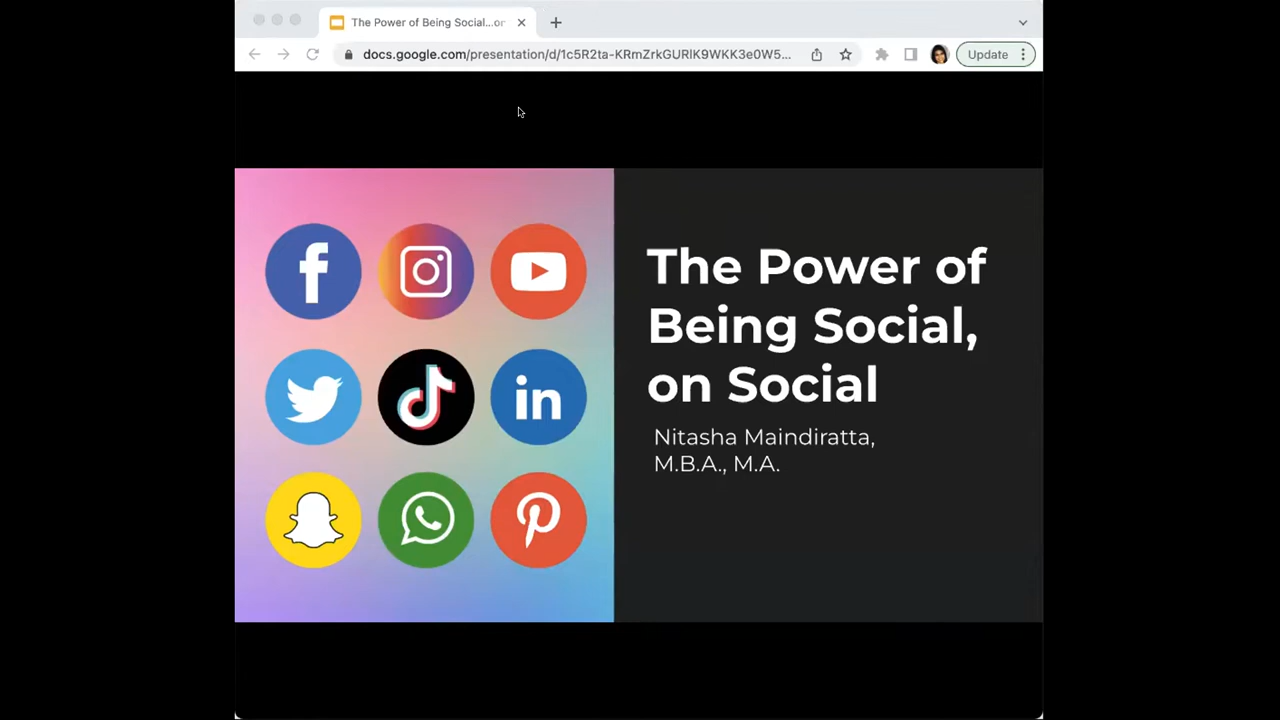 The Power of Being Social...on
docs.google.com/presentation/d/1c5R2ta-KRmZrkGURlK9WKK3e0W5...
Update
f
in
The Power of
Being Social,
on Social
Nitasha Maindiratta,
M.B.A., M.A.